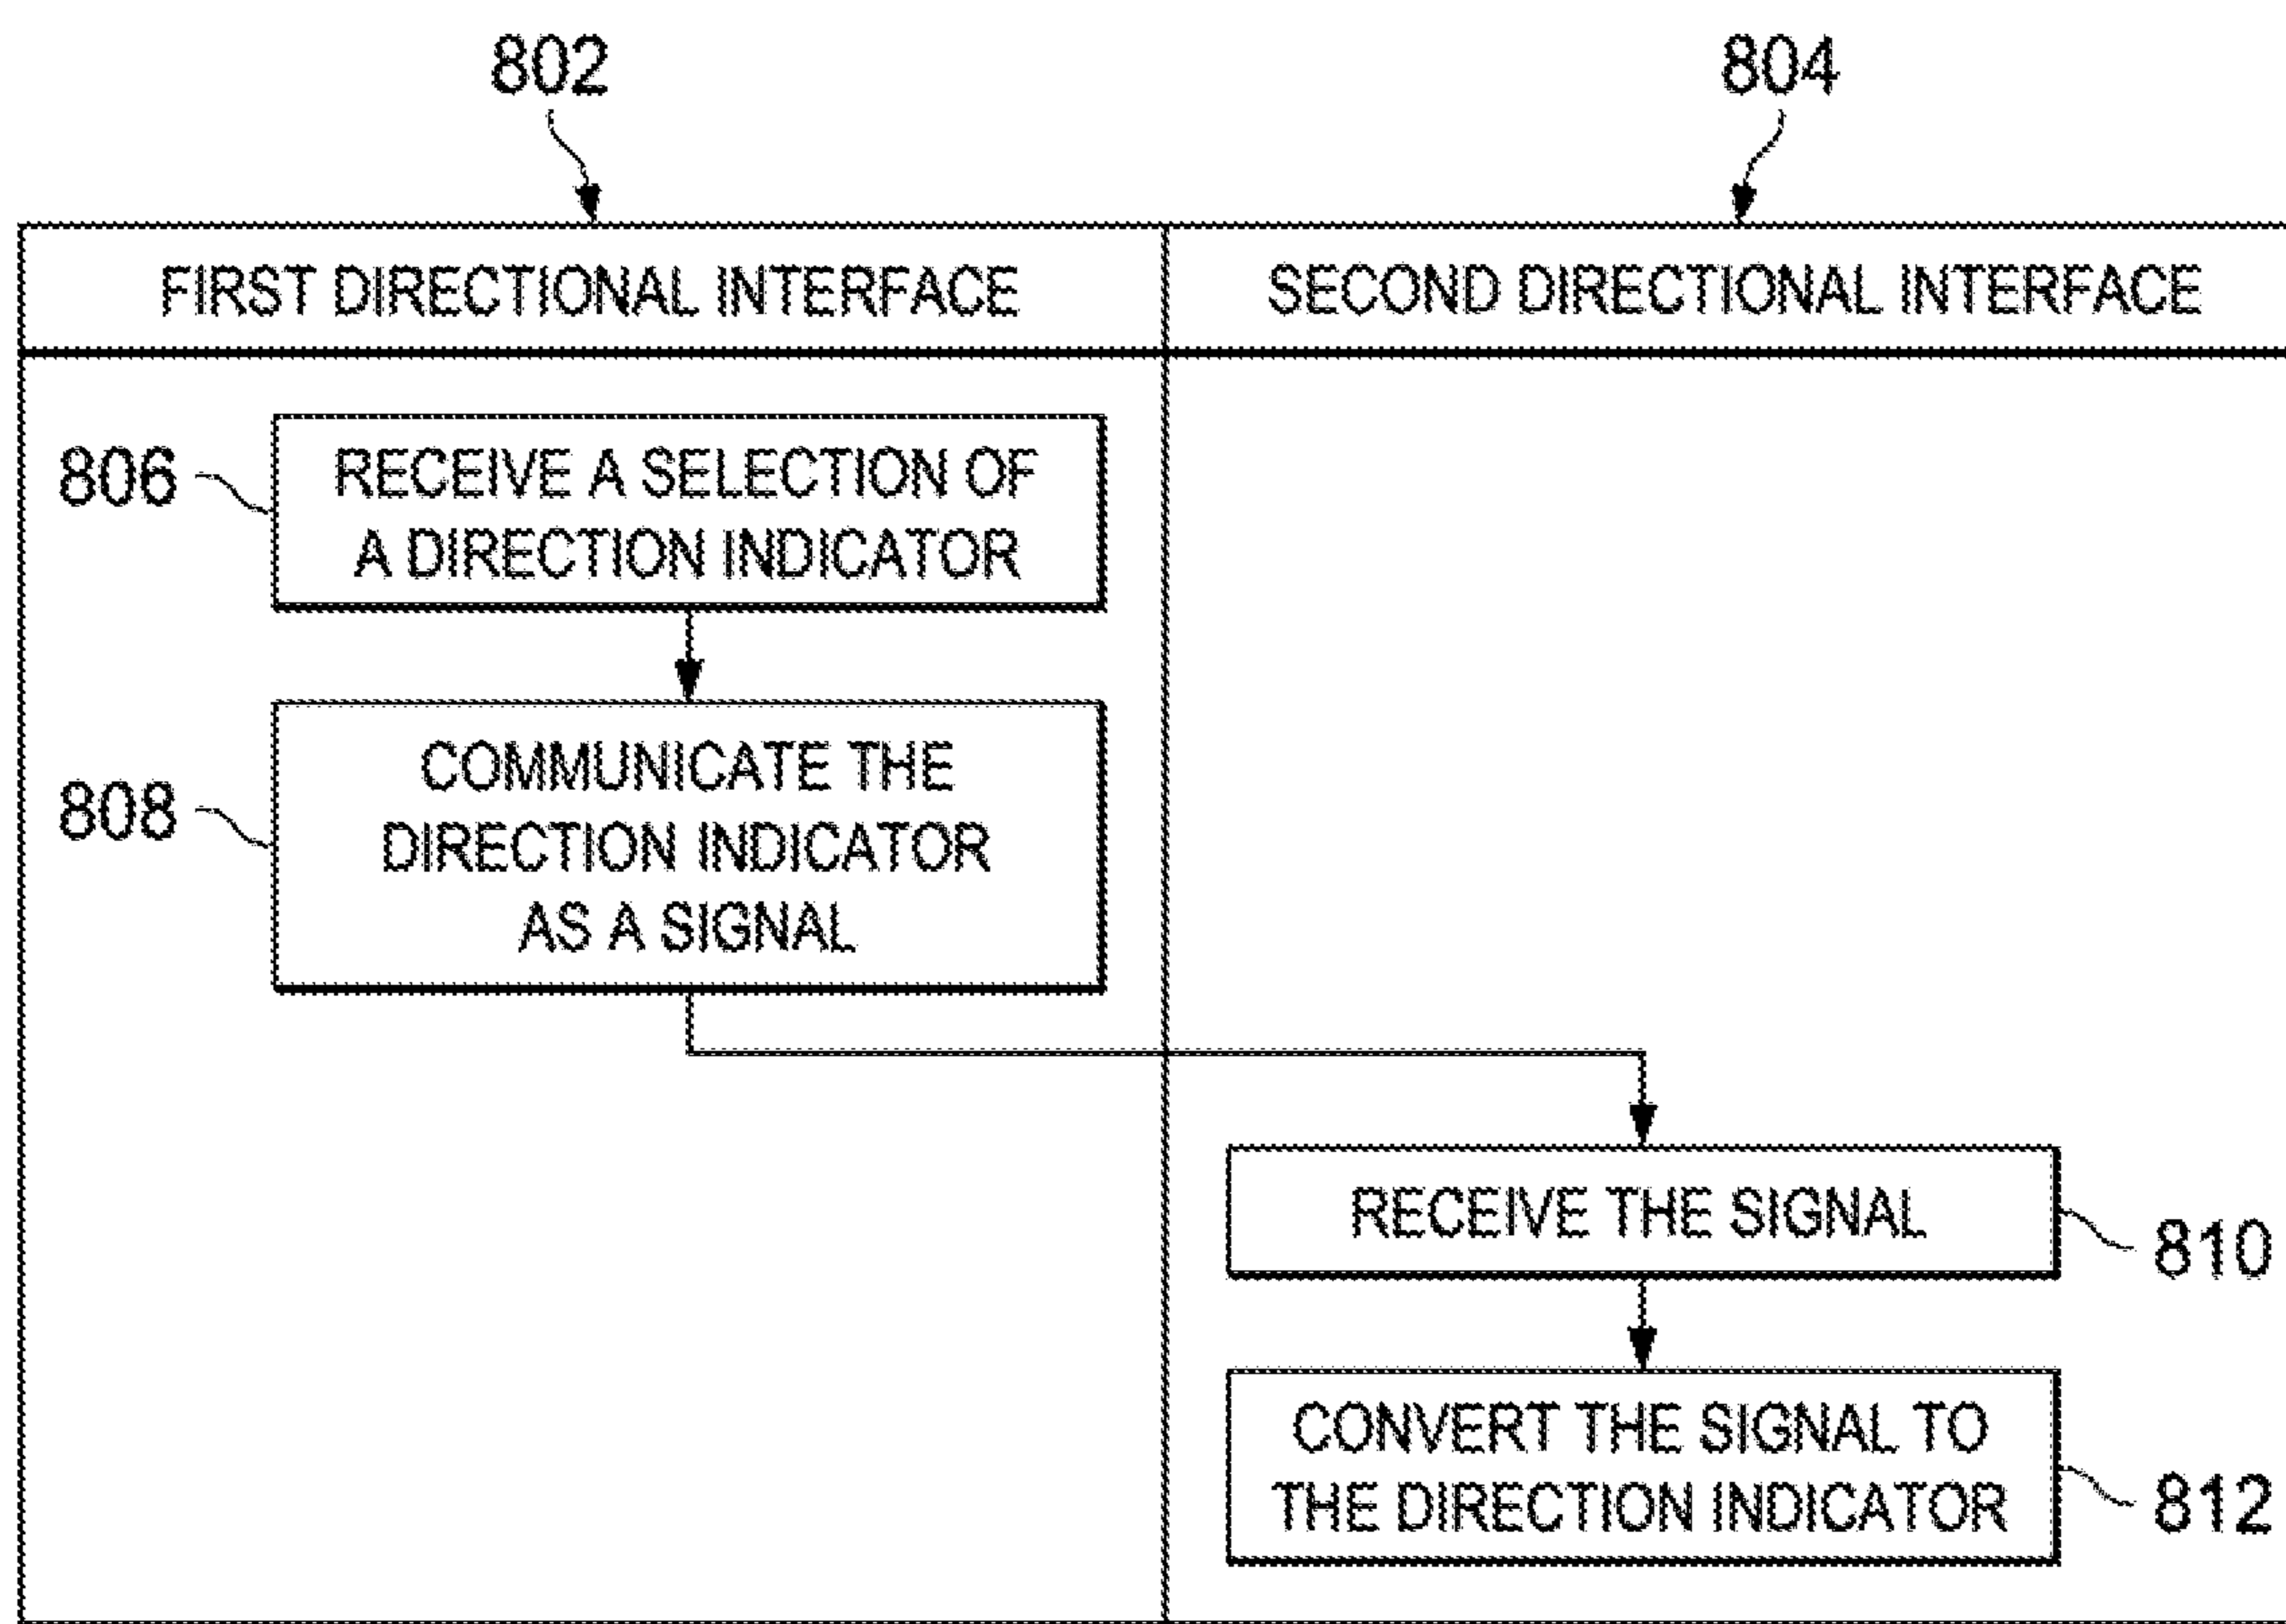 802
804
FIRST DIRECTIONAL INTERFACE
SECOND DIRECTIONAL INTERFACE
806
RECEIVE A SELECTION OF
A DIRECTION INDICATOR
808
COMMUNICATE THE
DIRECTION INDICATOR
AS A SIGNAL
RECEIVE THE SIGNAL
810
CONVERT THE SIGNAL TO
THE DIRECTION INDICATOR
812